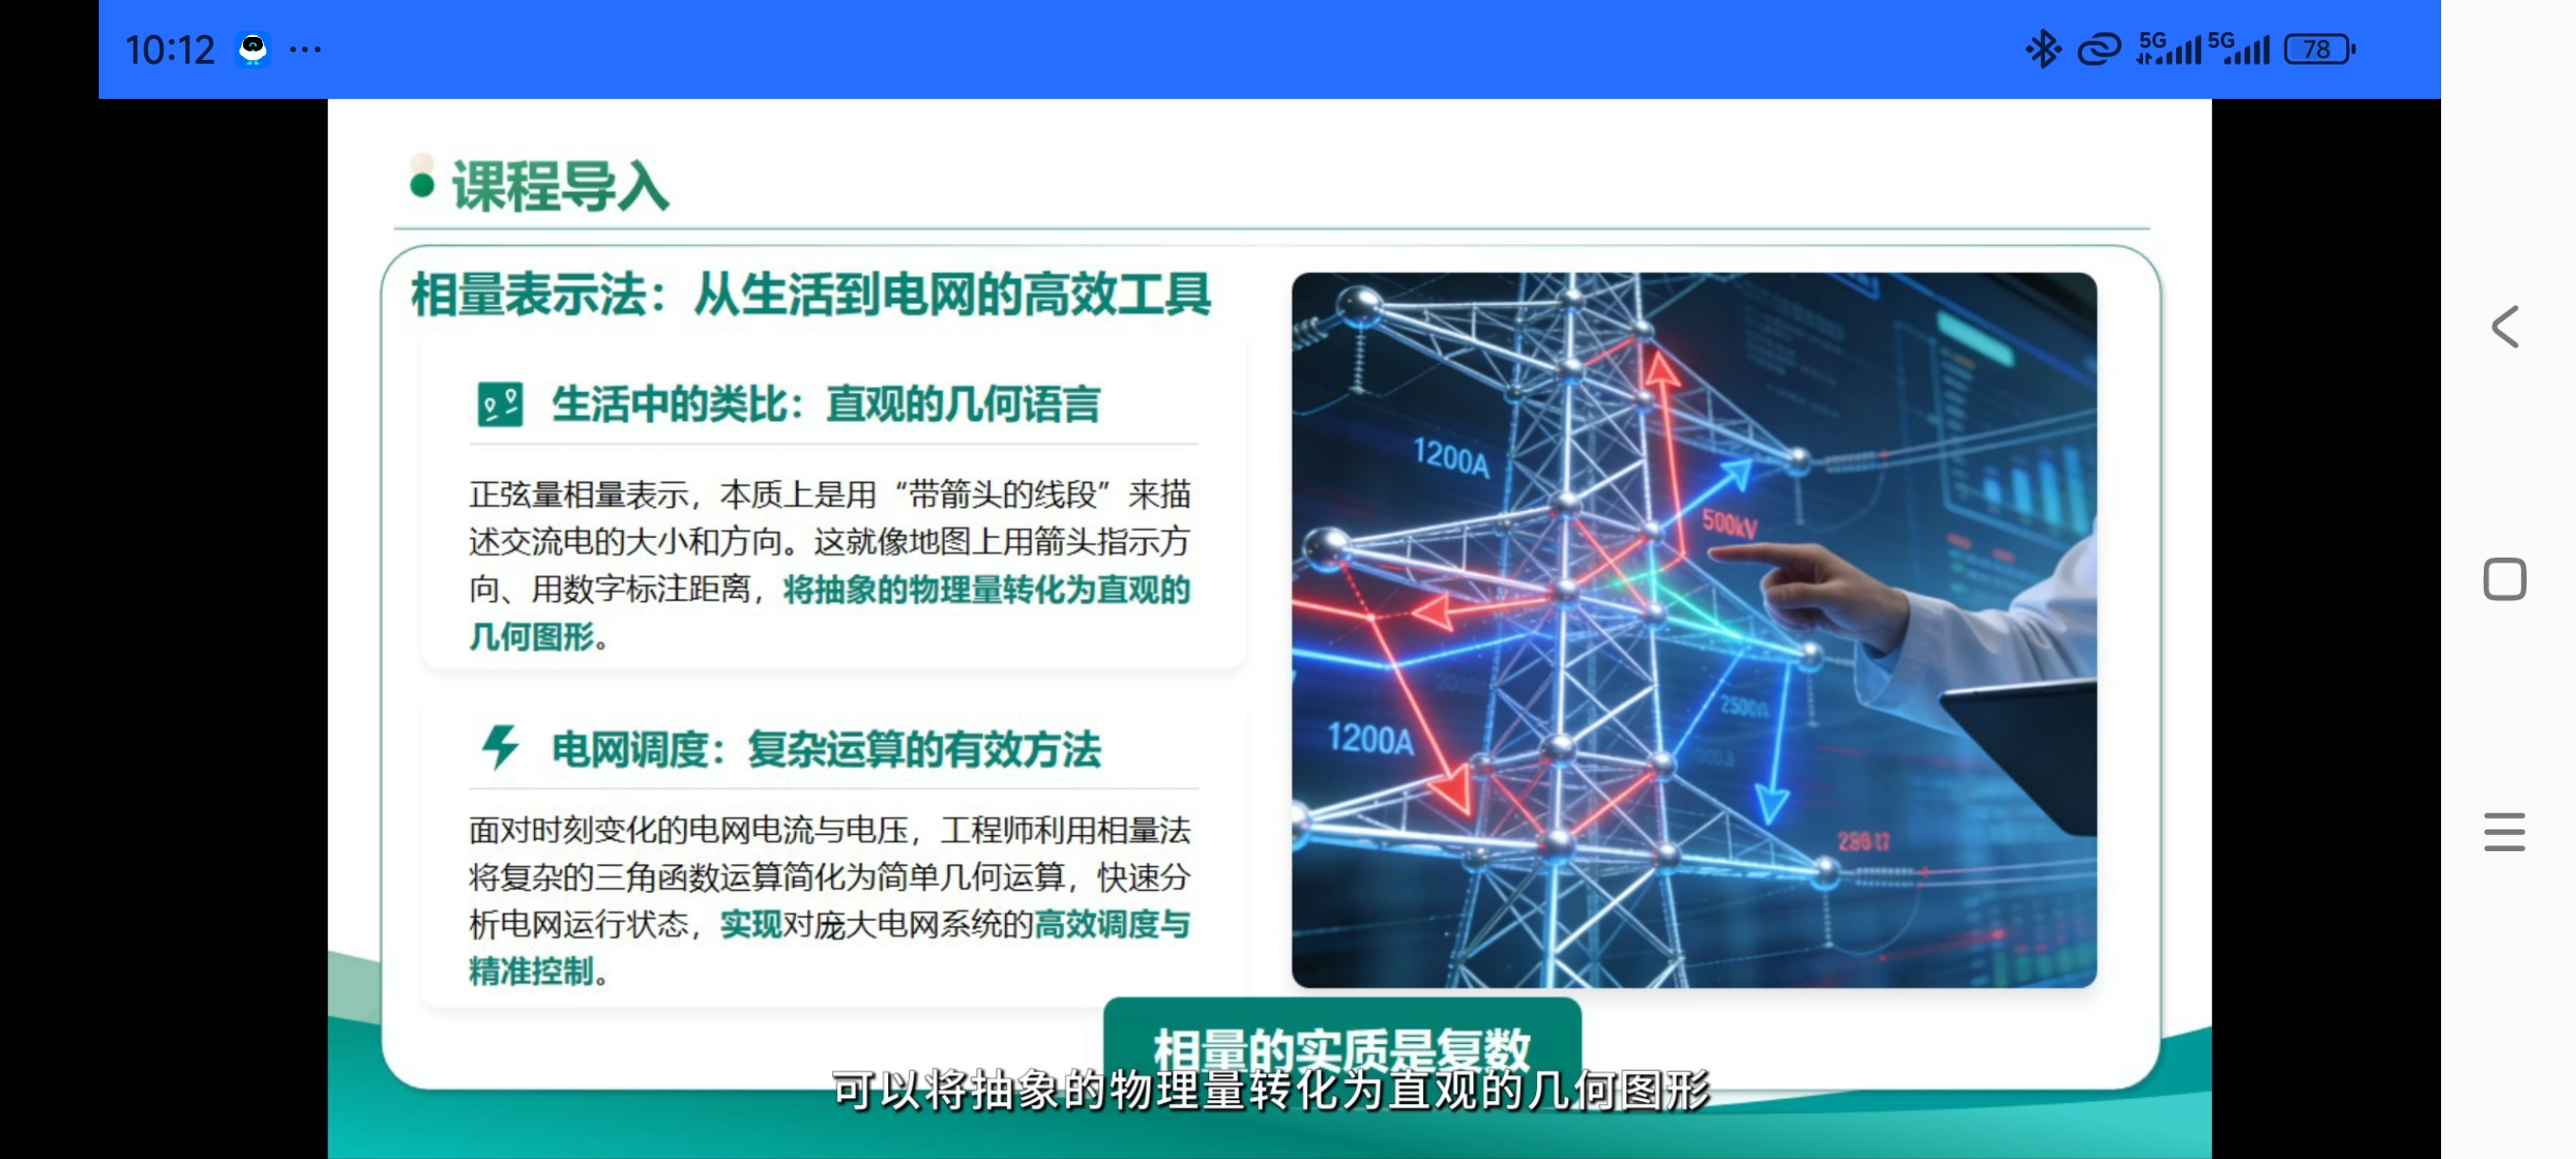 10:12 ...
5G 5G 78
课程导入
相量表示法：从生活到电网的高效工具
生活中的类比：直观的几何语言
正弦量相量表示，本质上是用“带箭头的线段”来描
述交流电的大小和方向。这就像地图上用箭头指示方
向、用数字标注距离，将抽象的物理量转化为直观的
几何图形。
电网调度：复杂运算的有效方法
面对时刻变化的电网电流与电压，工程师利用相量法
将复杂的三角函数运算简化为简单几何运算，快速分
析电网运行状态，实现对庞大电网系统的高效调度与
精准控制。
1200A
500kV
2500A
1200A
相量的实质是复数
可以将抽象的物理量转化为直观的几何图形